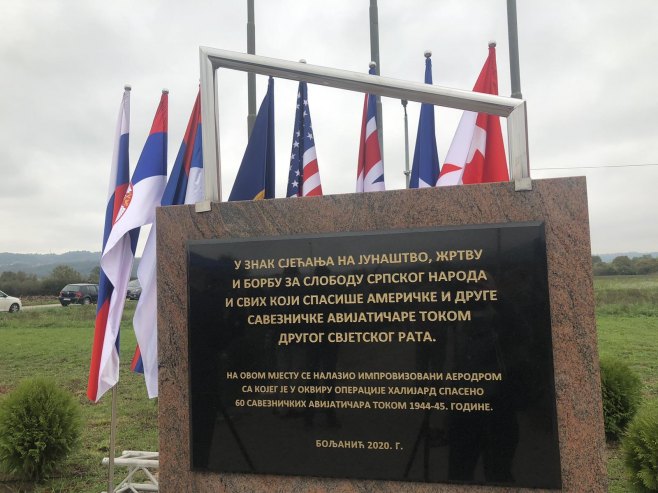 У ЗНАК СЈЕЋАЊА НА ЈУНАШТВО, ЖРТВУ
И БОРБУ ЗА СЛОБОДУ СРПСКОГ НАРОДА
И СВИХ КОЈИ СПАСИШЕ АМЕРИЧКЕ И ДРУГЕ
САВЕЗНИЧКЕ АВИЈАТИЧАРЕ ТОКОМ
ДРУГОГ СВЈЕТСКОГ РАТА.
НА ОВОМ МЈЕСТУ СЕ НАЛАЗИО ИМПРОВИЗОВАНИ АЕРОДРОМ
СА КОЈЕГ ЈЕ У ОКВИРУ ОПЕРАЦИЈЕ ХАЛИЈАРД СПАСЕНО
60 САВЕЗНИЧКИХ АВИЈАТИЧАРА ТОКОМ 1944-45. ГОДИНЕ.
БОЉАНИЋ 2020. Г.